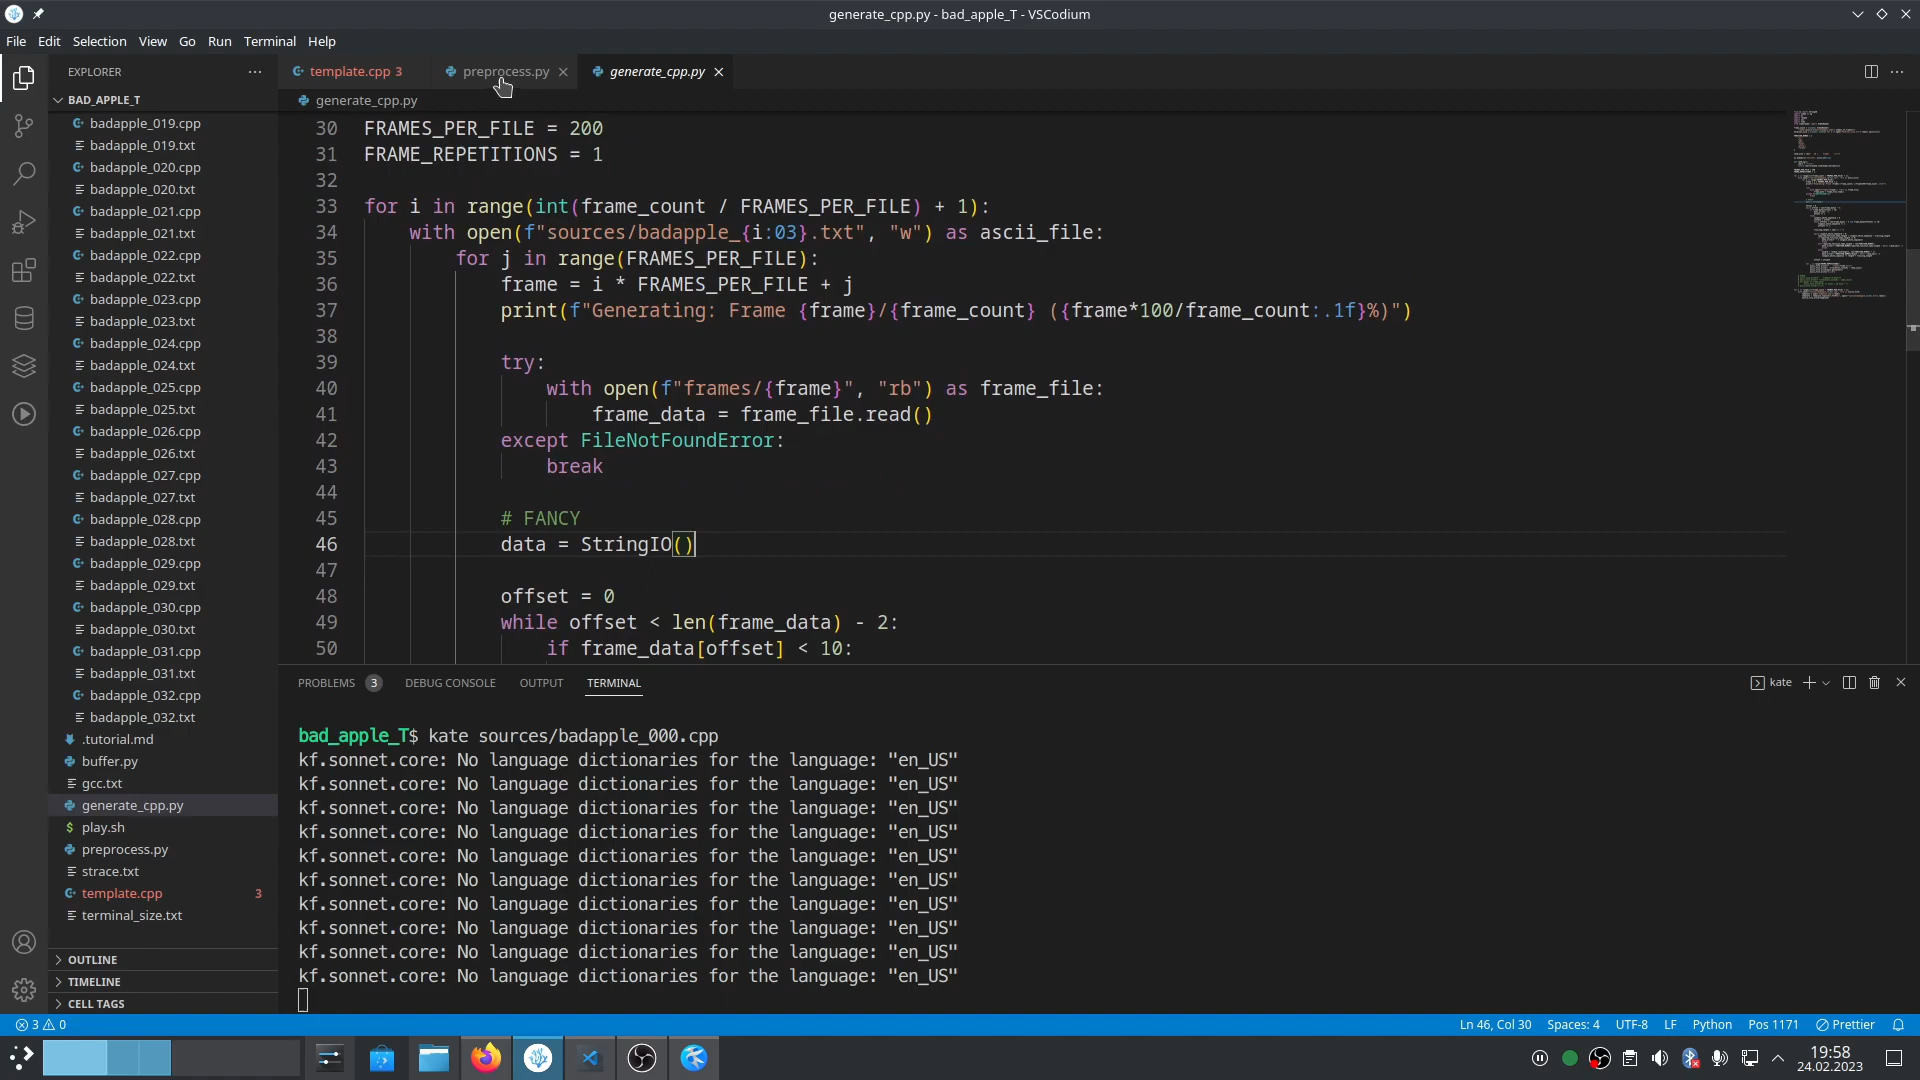 generate_cpp.py - bad_apple_T - VSCodium
File Edit Selection View Go Run Terminal Help
EXPLORER
template.cpp 3
preprocess.py
generate_cpp.py
BAD_APPLE_T
generate_cpp.py
badapple_019.cpp
badapple_019.txt
badapple_020.cpp
badapple_020.txt
badapple_021.cpp
badapple_021.txt
badapple_022.cpp
badapple_022.txt
badapple_023.cpp
badapple_023.txt
badapple_024.cpp
badapple_024.txt
badapple_025.cpp
badapple_025.txt
badapple_026.cpp
badapple_026.txt
badapple_027.cpp
badapple_027.txt
badapple_028.cpp
badapple_028.txt
badapple_029.cpp
badapple_029.txt
badapple_030.cpp
badapple_030.txt
badapple_031.cpp
badapple_031.txt
badapple_032.cpp
badapple_032.txt
.tutorial.md
buffer.py
gcc.txt
generate_cpp.py
play.sh
preprocess.py
strace.txt
template.cpp 3
terminal_size.txt
OUTLINE
TIMELINE
CELL TAGS
30 FRAMES_PER_FILE = 200
31 FRAME_REPETITIONS = 1
32
33 for i in range(int(frame_count / FRAMES_PER_FILE) + 1):
34 with open(f"sources/badapple_{i:03}.txt", "w") as ascii_file:
35 for j in range(FRAMES_PER_FILE):
36 frame = i * FRAMES_PER_FILE + j
37 print(f"Generating: Frame {frame}/{frame_count} ({frame*100/frame_count:.1f}%)")
38
39 try:
40 with open(f"frames/{frame}", "rb") as frame_file:
41 frame_data = frame_file.read()
42 except FileNotFoundError:
43 break
44
45 # FANCY
46 data = StringIO()
47
48 offset = 0
49 while offset < len(frame_data) - 2:
50 if frame_data[offset] < 10:
PROBLEMS 3 DEBUG CONSOLE OUTPUT TERMINAL
kate
bad_apple_T$ kate sources/badapple_000.cpp
kf.sonnet.core: No language dictionaries for the language: "en_US"
kf.sonnet.core: No language dictionaries for the language: "en_US"
kf.sonnet.core: No language dictionaries for the language: "en_US"
kf.sonnet.core: No language dictionaries for the language: "en_US"
kf.sonnet.core: No language dictionaries for the language: "en_US"
kf.sonnet.core: No language dictionaries for the language: "en_US"
kf.sonnet.core: No language dictionaries for the language: "en_US"
kf.sonnet.core: No language dictionaries for the language: "en_US"
kf.sonnet.core: No language dictionaries for the language: "en_US"
kf.sonnet.core: No language dictionaries for the language: "en_US"
3 0
Ln 46, Col 30 Spaces: 4 UTF-8 LF Python Pos 1171 Prettier
19:58
24.02.2023